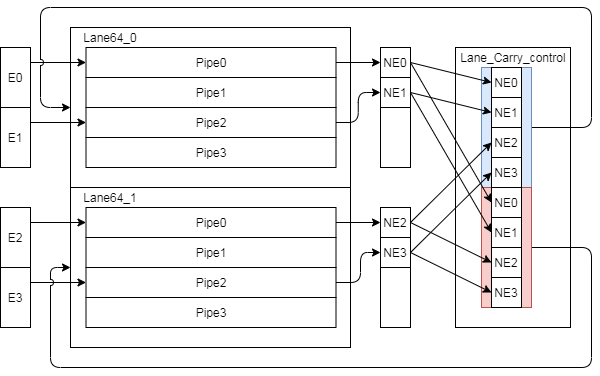 Lane64_0
Lane_Carry_control
E0
Pipe0
NE0
NE0
Pipe1
NE1
NE1
E1
Pipe2
NE2
Pipe3
NE3
Lane64_1
NE0
E2
Pipe0
NE2
NE1
Pipe1
NE3
NE2
E3
Pipe2
NE3
Pipe3